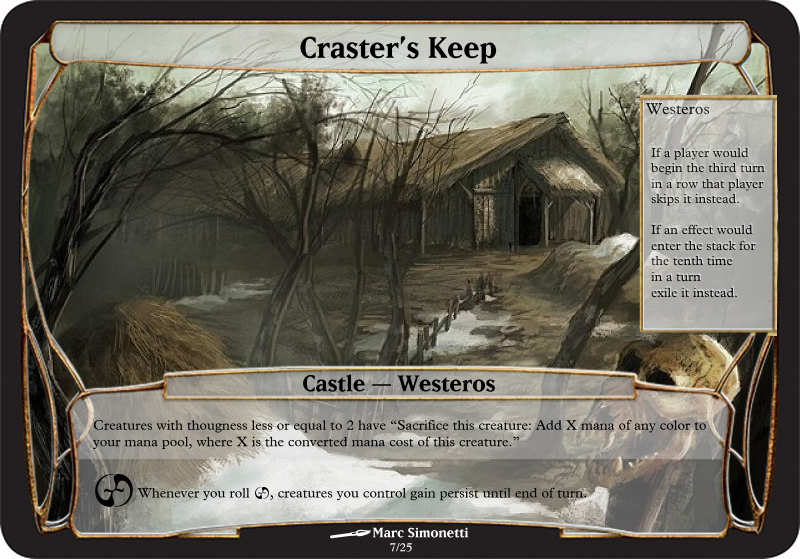 Craster's Keep
Westeros
If a player would
begin the third turn
in a row that player
skips it instead.
If an effect would
enter the stack for
the tenth time
in a turn
exile it instead.
Castle — Westeros
Creatures with thougness less or equal to 2 have “Sacrifice this creature: Add X mana of any color to
your mana pool, where X is the converted mana cost of this creature.”
Whenever you roll , creatures you control gain persist until end of turn.
Marc Simonetti
7/25